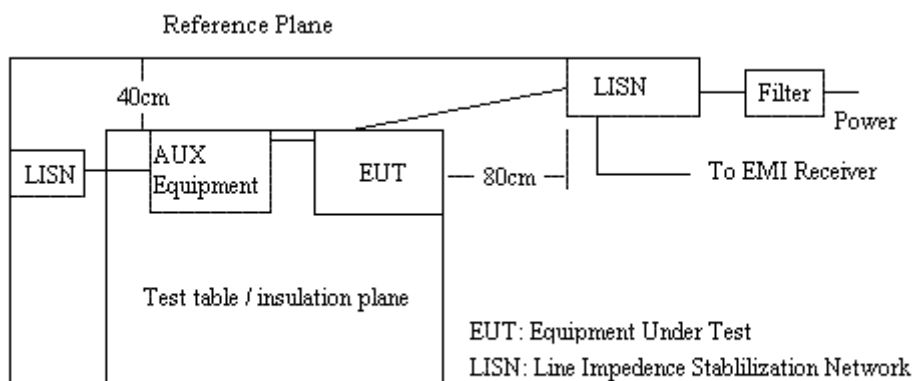 Reference Plane
40cm
LISN
Filter
Power
LISN
AUX
Equipment
EUT
80cm
To EMI Receiver
Test table / insulation plane
EUT: Equipment Under Test
LISN: Line Impedence Stablilization Network